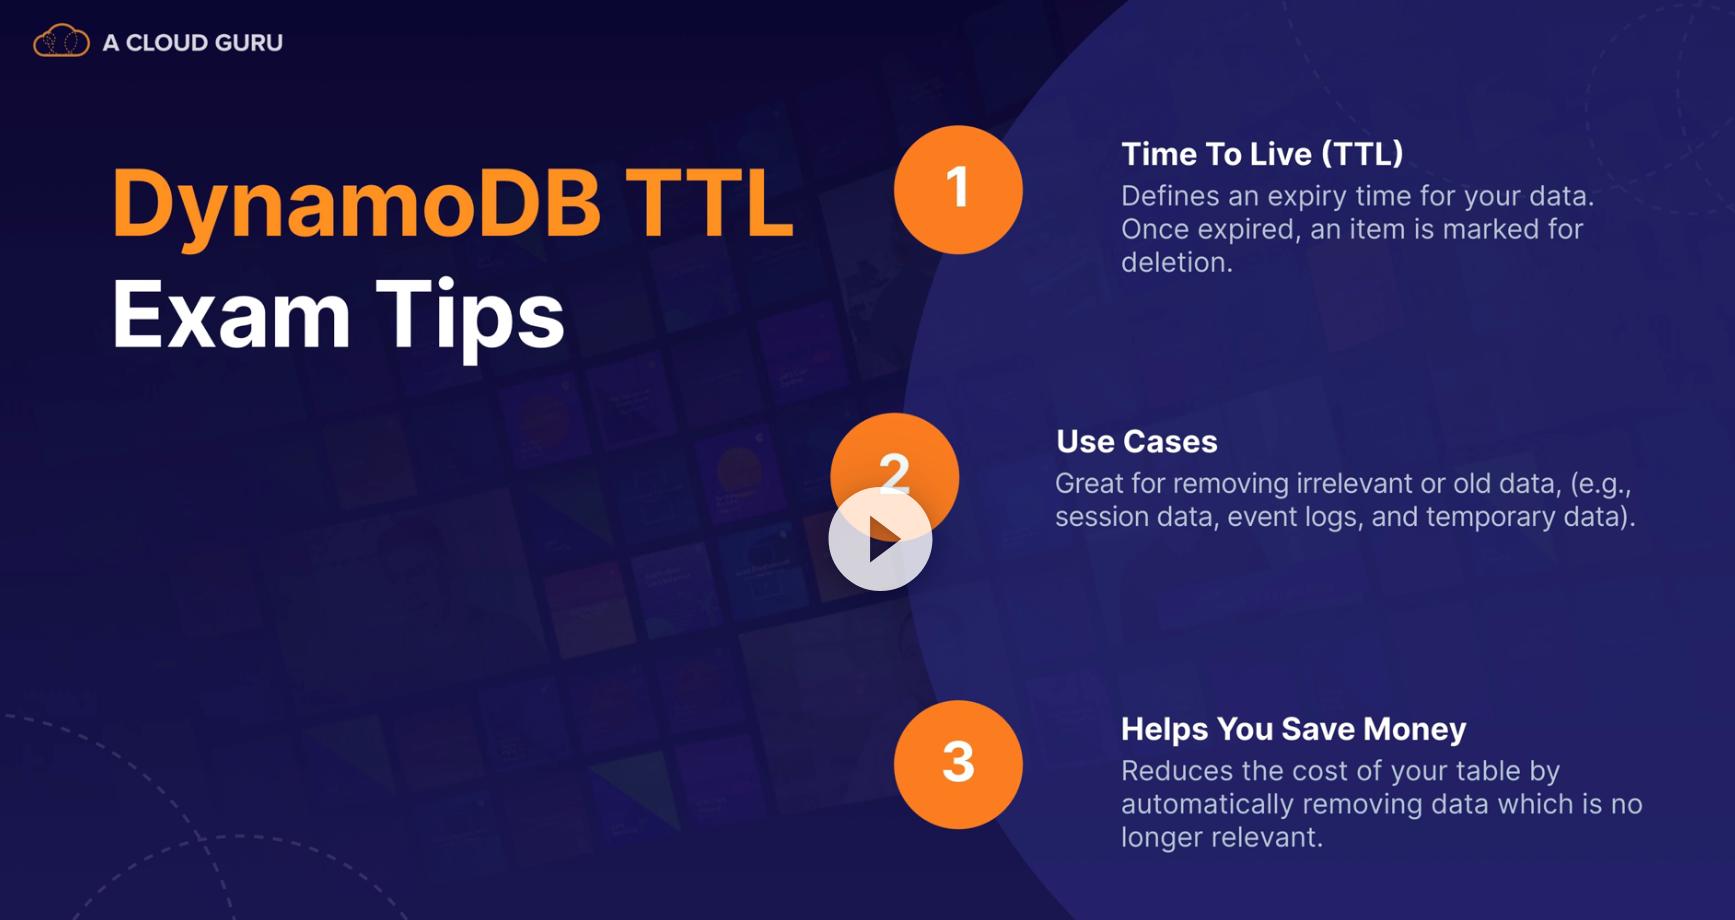 A CLOUD GURU
DynamoDB TTL
Exam Tips
1
Time To Live (TTL)
Defines an expiry time for your data.
Once expired, an item is marked for
deletion.
2
Use Cases
Great for removing irrelevant or old data, (e.g.,
session data, event logs, and temporary data).
3
Helps You Save Money
Reduces the cost of your table by
automatically removing data which is no
longer relevant.